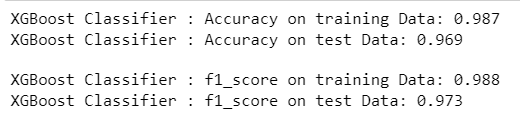 XGBoost Classifier : Accuracy on training Data: 0.987
XGBoost Classifier : Accuracy on test Data: 0.969
XGBoost Classifier : f1_score on training Data: 0.988
XGBoost Classifier : f1_score on test Data: 0.973